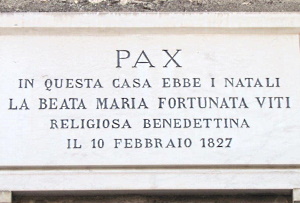 PAX
IN QUESTA CASA EBBE I NATALI
LA BEATA MARIA FORTUNATA VITI
RELIGIOSA BENEDETTINA
IL 10 FEBBRAIO 1827